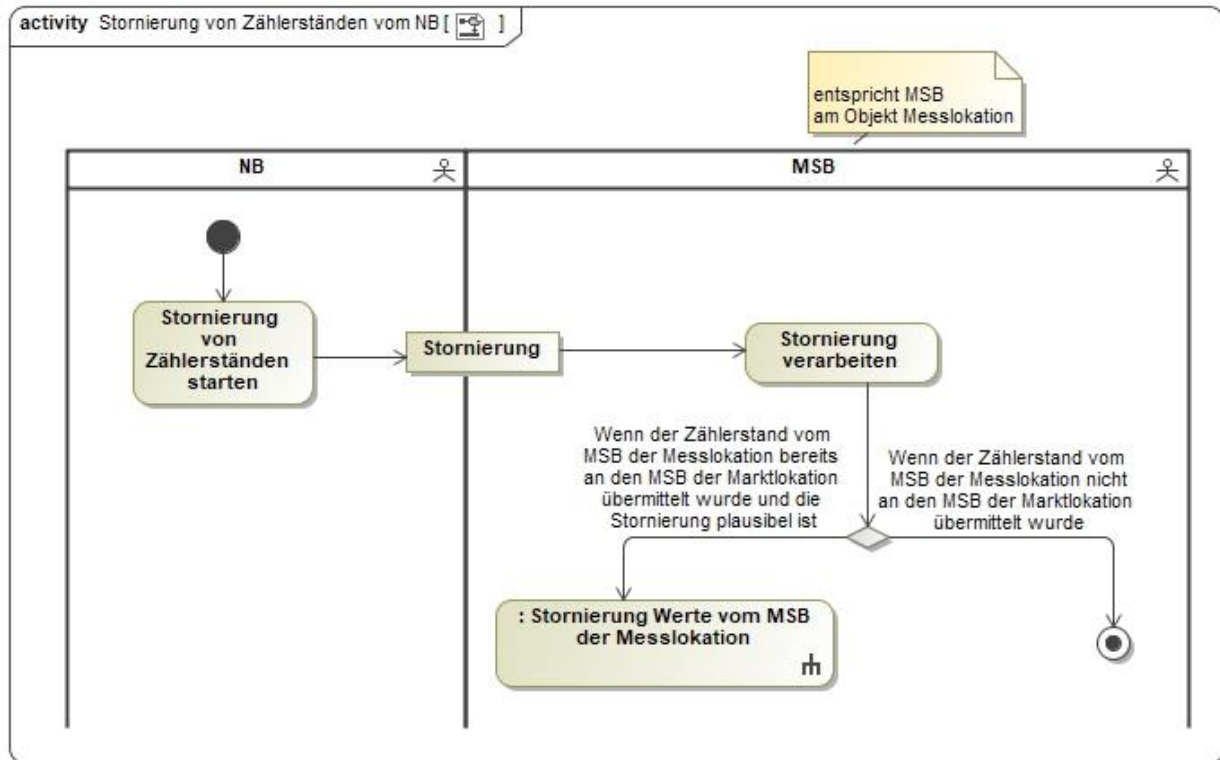 activity Stornierung von Zählerständen vom NB [ ]
entspricht MSB
am Objekt Messlokation
NB
MSB
Stornierung
von
Zählerständen
starten
Stornierung
Stornierung
verarbeiten
Wenn der Zählerstand vom
MSB der Messlokation bereits
an den MSB der Marktlokation
übermittelt wurde und die
Stornierung plausibel ist
Wenn der Zählerstand vom
MSB der Messlokation nicht
an den MSB der Marktlokation
übermittelt wurde
: Stornierung Werte vom MSB
der Messlokation